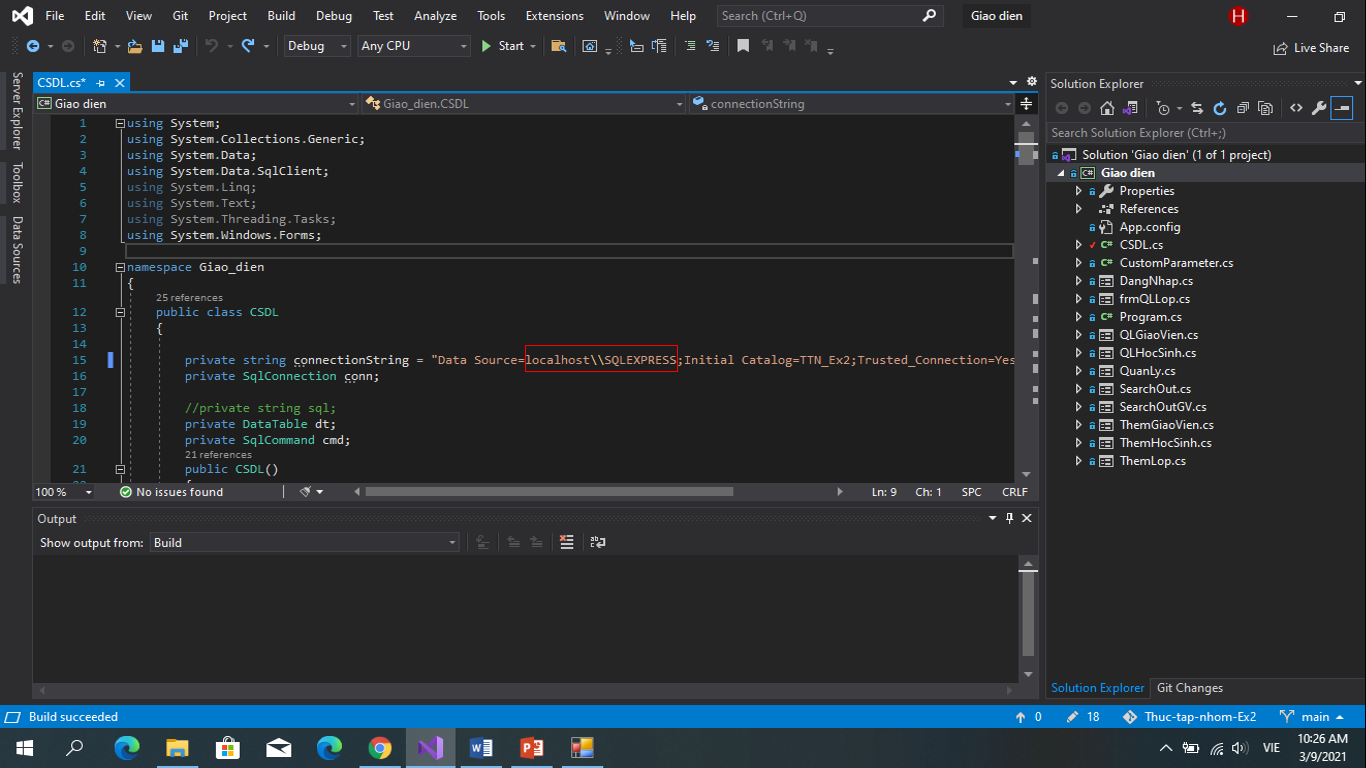 File Edit View Git Project Build Debug Test Analyze Tools Extensions Window Help Search (Ctrl+Q) Giao dien H
Debug Any CPU Start Live Share
Server Explorer
Toolbox
Data Sources
CSDL.cs*
Giao dien Giao_dien.CSDL connectionString
1 using System;
2 using System.Collections.Generic;
3 using System.Data;
4 using System.Data.SqlClient;
5 using System.Linq;
6 using System.Text;
7 using System.Threading.Tasks;
8 using System.Windows.Forms;
9
10 namespace Giao_dien
11 {
25 references
12 public class CSDL
13 {
14
15 private string connectionString = "Data Source=localhost\\SQLEXPRESS;Initial Catalog=TTN_Ex2;Trusted_Connection=Yes
16 private SqlConnection conn;
17
18 //private string sql;
19 private DataTable dt;
20 private SqlCommand cmd;
21 references
21 public CSDL()
100 % No issues found Ln: 9 Ch: 1 SPC CRLF
Output
Show output from: Build
Solution Explorer
Search Solution Explorer (Ctrl+;)
Solution 'Giao dien' (1 of 1 project)
C# Giao dien
Properties
References
App.config
C# CSDL.cs
C# CustomParameter.cs
DangNhap.cs
frmQLLop.cs
C# Program.cs
QLGiaoVien.cs
QLHocSinh.cs
QuanLy.cs
SearchOut.cs
SearchOutGV.cs
ThemGiaoVien.cs
ThemHocSinh.cs
ThemLop.cs
Solution Explorer Git Changes
Build succeeded 0 18 Thuc-tap-nhom-Ex2 main
VIE 10:26 AM
3/9/2021